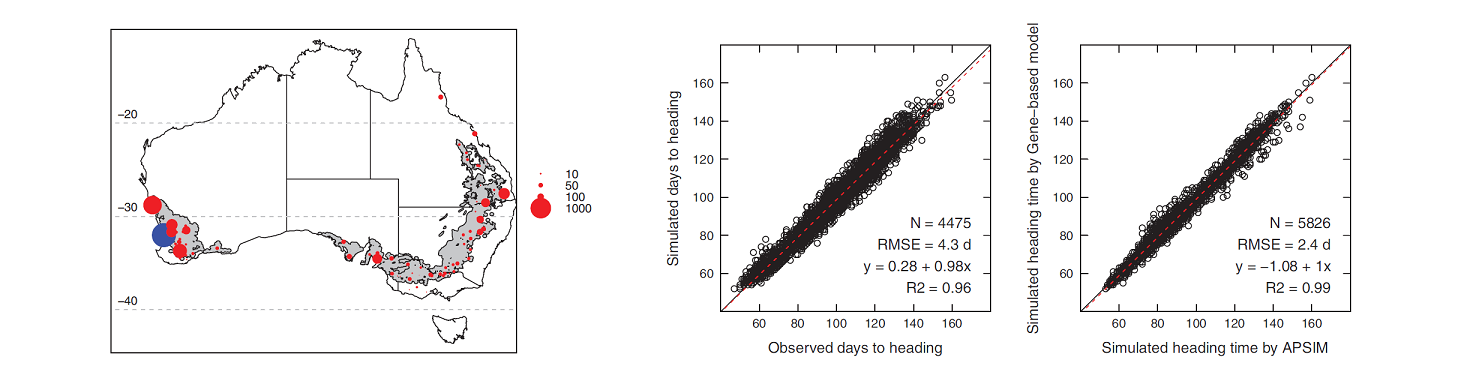 −20
−30
−40
10
50
100
1000
Simulated days to heading
160
140
120
100
80
60
N = 4475
RMSE = 4.3 d
y = 0.28 + 0.98x
R2 = 0.96
60 80 100 120 140 160
Observed days to heading
Simulated heading time by Gene−based model
160
140
120
100
80
60
N = 5826
RMSE = 2.4 d
y = −1.08 + 1x
R2 = 0.99
60 80 100 120 140 160
Simulated heading time by APSIM